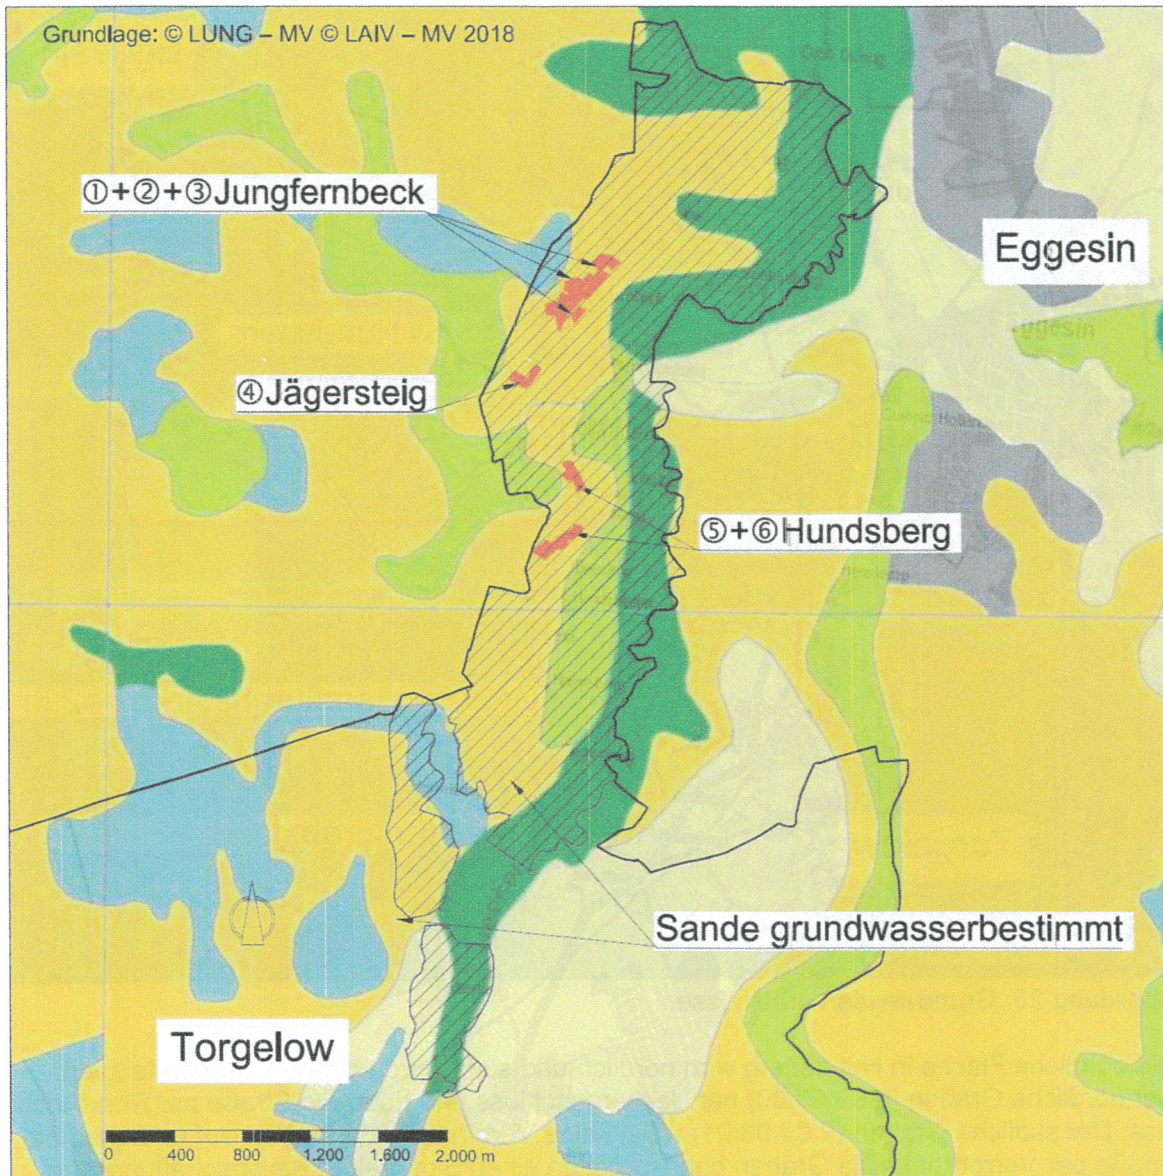 Grundlage: © LUNG – MV © LAIV – MV 2018
①+②+③Jungfernbeck
Eggesin
Eggesin
④Jägersteig
⑤+⑥Hundsberg
Sande grundwasserbestimmt
Torgelow
0 400 800 1.200 1.600 2.000 m